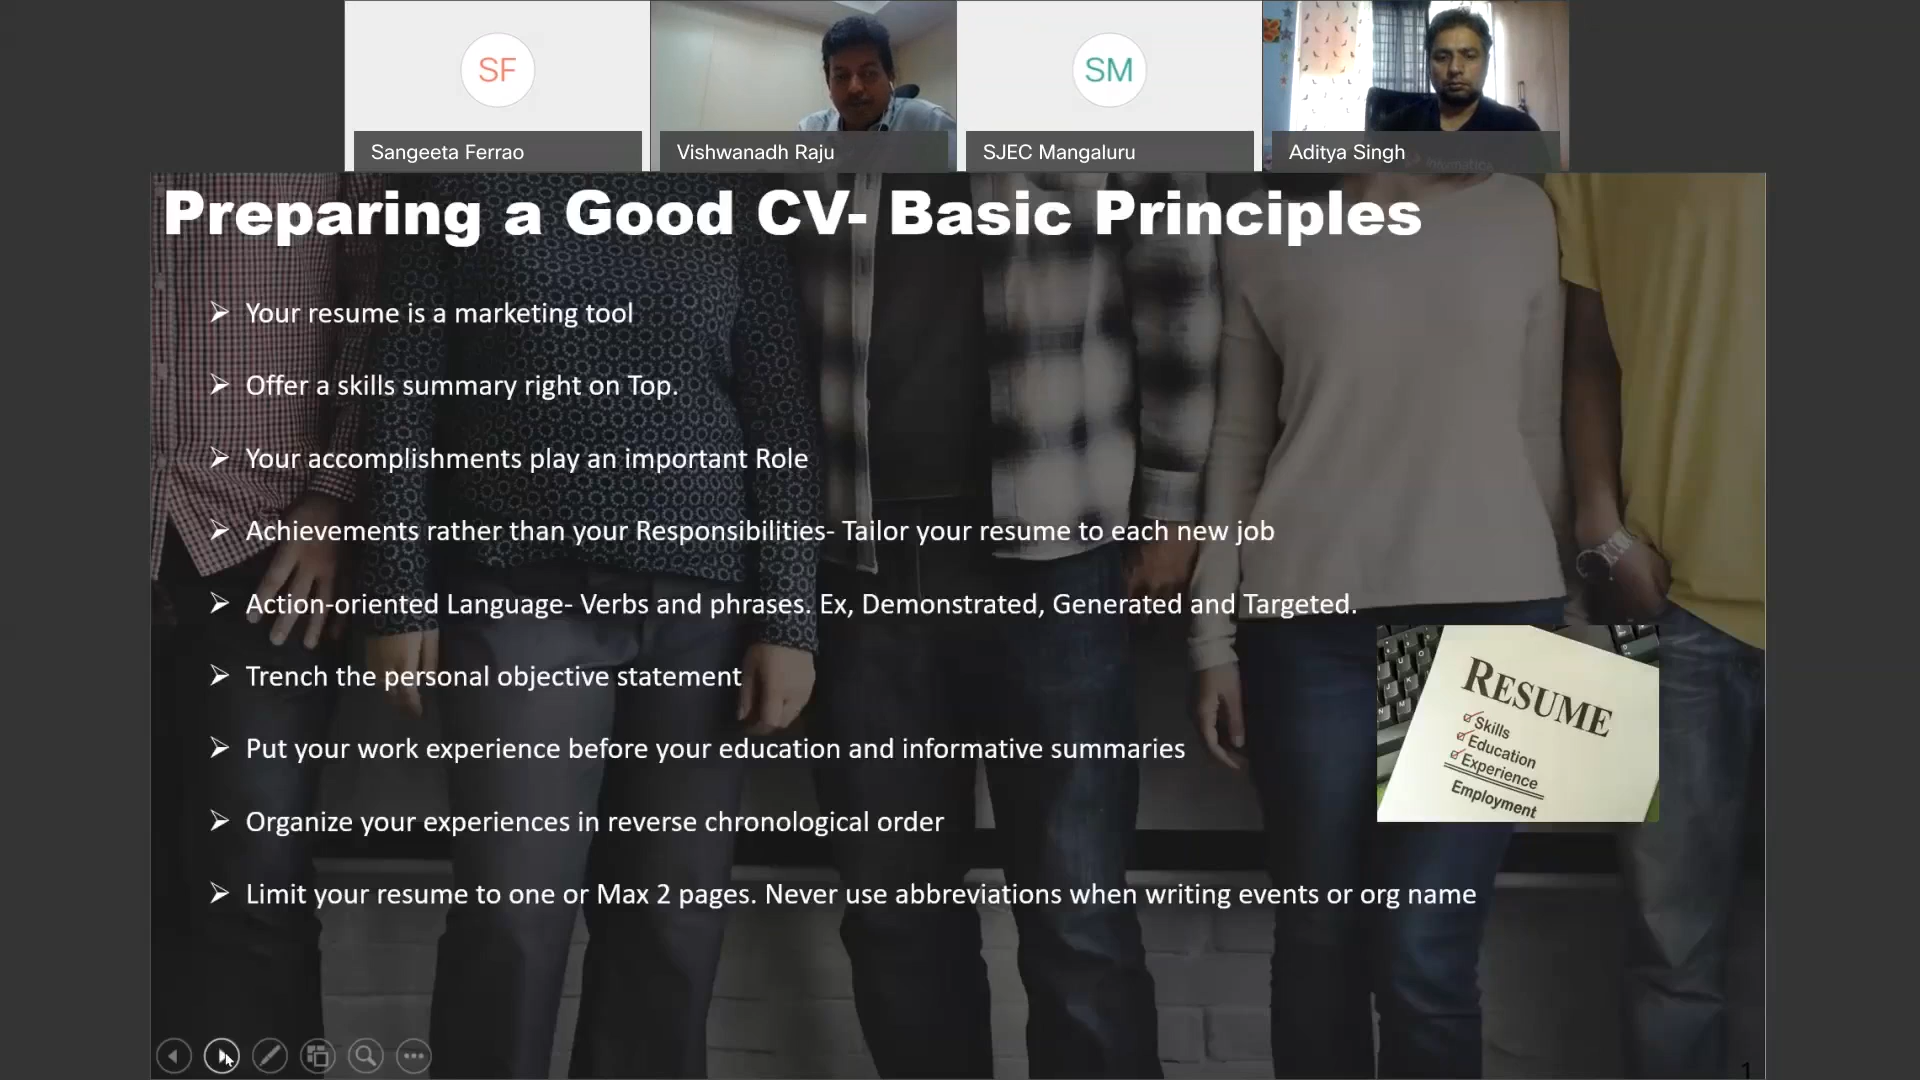 SF
SM
Sangeeta Ferrao
Vishwanadh Raju
SJEC Mangaluru
Aditya Singh
Informatica
Preparing a Good CV- Basic Principles
Your resume is a marketing tool
Offer a skills summary right on Top.
Your accomplishments play an important Role
Achievements rather than your Responsibilities- Tailor your resume to each new job
Action-oriented Language- Verbs and phrases. Ex, Demonstrated, Generated and Targeted.
Trench the personal objective statement
Put your work experience before your education and informative summaries
Organize your experiences in reverse chronological order
Limit your resume to one or Max 2 pages. Never use abbreviations when writing events or org name
RESUME
Skills
Education
Experience
Employment
1